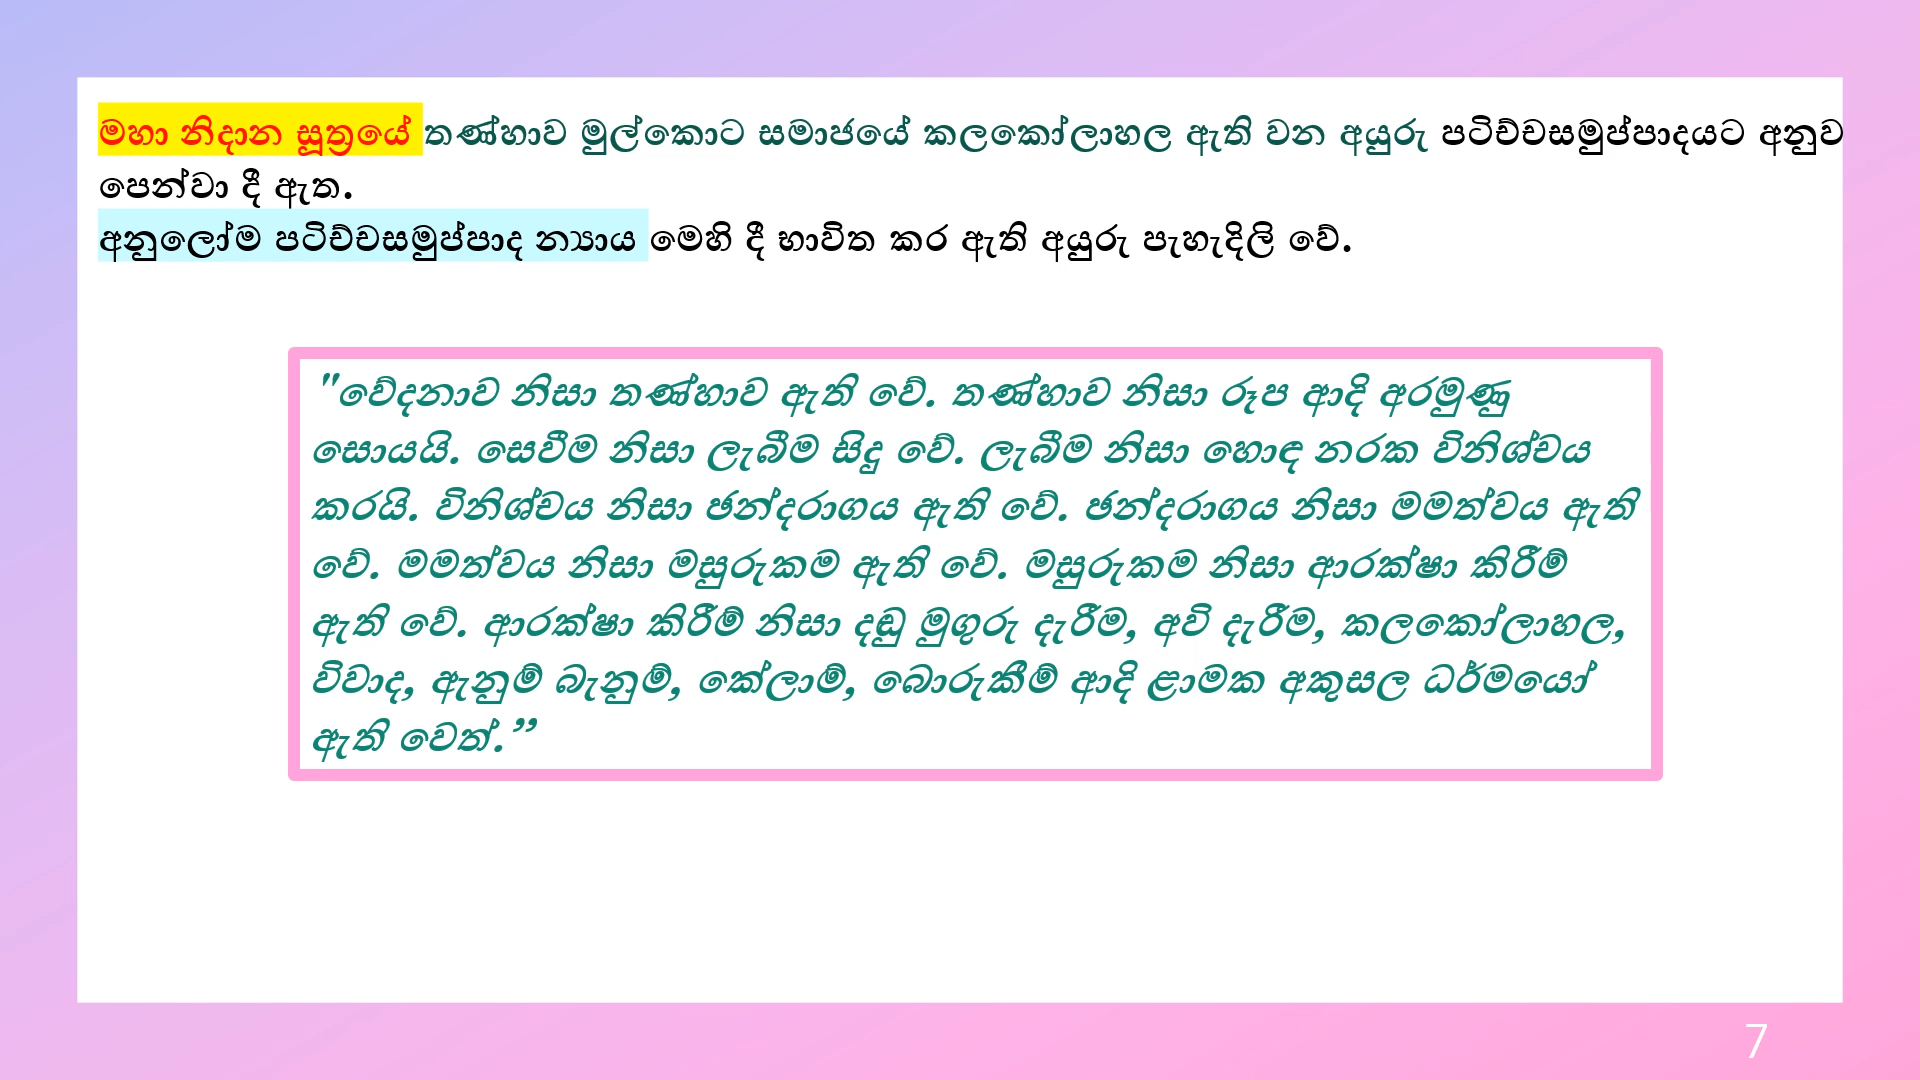 මහා නිදාන සූත්‍රයේ තණ්හාව මුල්කොට සමාජයේ කලකෝලාහල ඇති වන අයුරු පටිච්චසමුප්පාදයට අනුව
පෙන්වා දී ඇත.
අනුලෝම පටිච්චසමුප්පාද න්‍යාය මෙහි දී භාවිත කර ඇති අයුරු පැහැදිලි වේ.
"වේදනාව නිසා තණ්හාව ඇති වේ. තණ්හාව නිසා රූප ආදි අරමුණු
සොයයි. සෙවීම නිසා ලැබීම සිදු වේ. ලැබීම නිසා හොඳ නරක විනිශ්චය
කරයි. විනිශ්චය නිසා ඡන්දරාගය ඇති වේ. ඡන්දරාගය නිසා මමත්වය ඇති
වේ. මමත්වය නිසා මසුරුකම ඇති වේ. මසුරුකම නිසා ආරක්ෂා කිරීම්
ඇති වේ. ආරක්ෂා කිරීම් නිසා දඬු මුගුරු දැරීම, අවි දැරීම, කලකෝලාහල,
විවාද, ඇනුම් බැනුම්, කේලාම්, බොරුකීම් ආදි ළාමක අකුසල ධර්මයෝ
ඇති වෙත්.’’
7